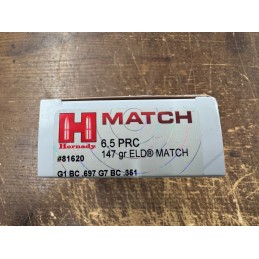 H MATCH
Hornady 6.5 PRC
#81620 147 gr ELD® MATCH
G1 BC .697 G7 BC .351